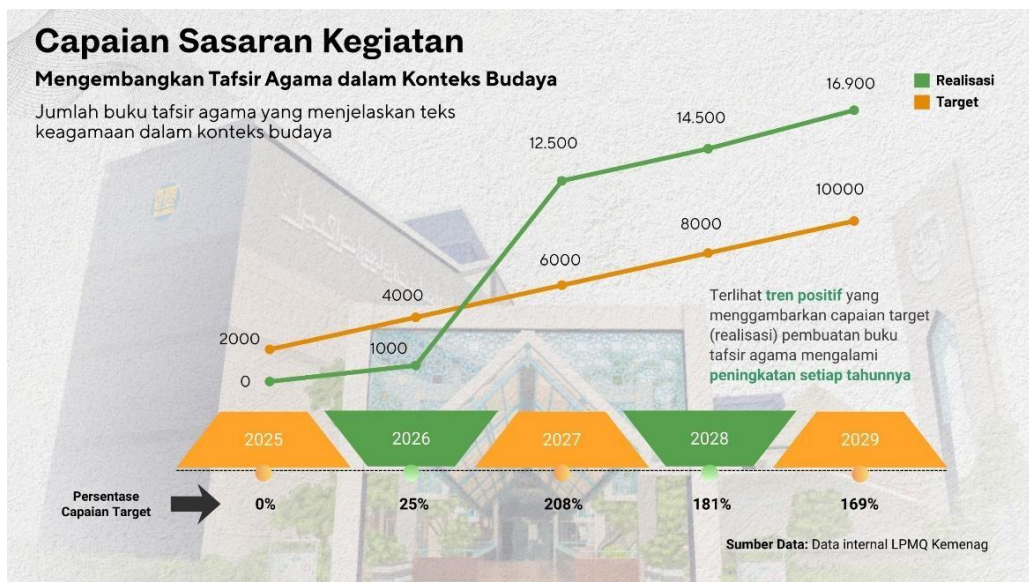 Capaian Sasaran Kegiatan
Mengembangkan Tafsir Agama dalam Konteks Budaya
Jumlah buku tafsir agama yang menjelaskan teks
keagamaan dalam konteks budaya
Realisasi
Target
16.900
14.500
12.500
10000
8000
6000
4000
2000
1000
0
Terlihat tren positif yang
menggambarkan capaian target
(realisasi) pembuatan buku
tafsir agama mengalami
peningkatan setiap tahunnya
2025 2026 2027 2028 2029
Persentase
Capaian Target
0% 25% 208% 181% 169%
Sumber Data: Data internal LPMQ Kemenag